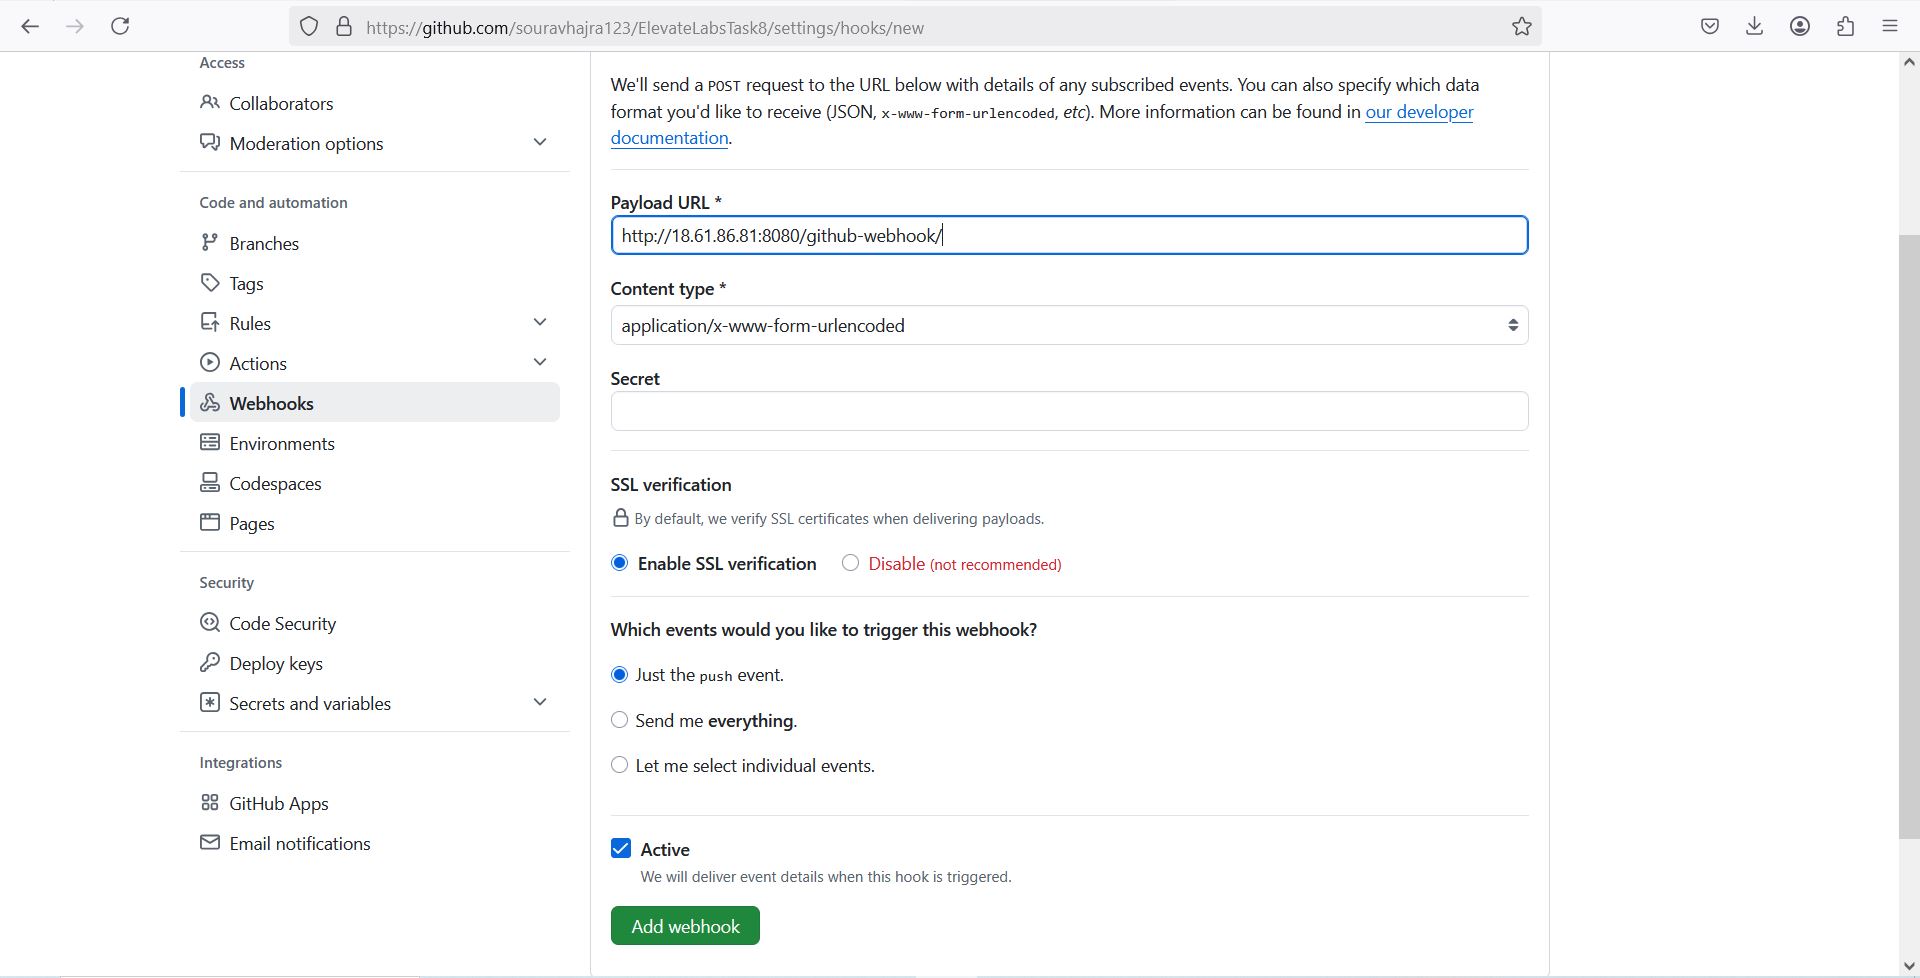 https://github.com/souravhajra123/ElevateLabsTask8/settings/hooks/new
Access
Collaborators
Moderation options
Code and automation
Branches
Tags
Rules
Actions
Webhooks
Environments
Codespaces
Pages
Security
Code Security
Deploy keys
Secrets and variables
Integrations
GitHub Apps
Email notifications
We'll send a POST request to the URL below with details of any subscribed events. You can also specify which data
format you'd like to receive (JSON, x-www-form-urlencoded, etc). More information can be found in our developer
documentation.
Payload URL *
http://18.61.86.81:8080/github-webhook/
Content type *
application/x-www-form-urlencoded
Secret
SSL verification
By default, we verify SSL certificates when delivering payloads.
Enable SSL verification Disable (not recommended)
Which events would you like to trigger this webhook?
Just the push event.
Send me everything.
Let me select individual events.
Active
We will deliver event details when this hook is triggered.
Add webhook